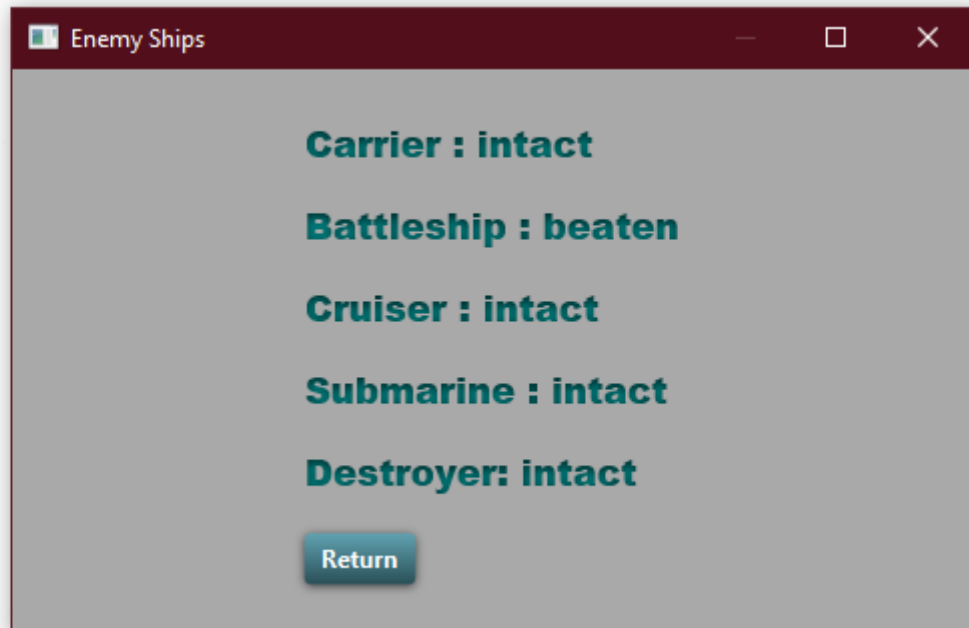 Enemy Ships
Carrier : intact
Battleship : beaten
Cruiser : intact
Submarine : intact
Destroyer: intact
Return